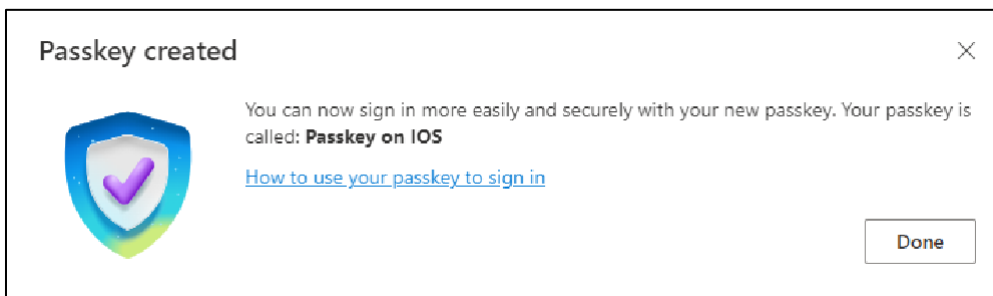 Passkey created
You can now sign in more easily and securely with your new passkey. Your passkey is
called: Passkey on IOS
How to use your passkey to sign in
Done